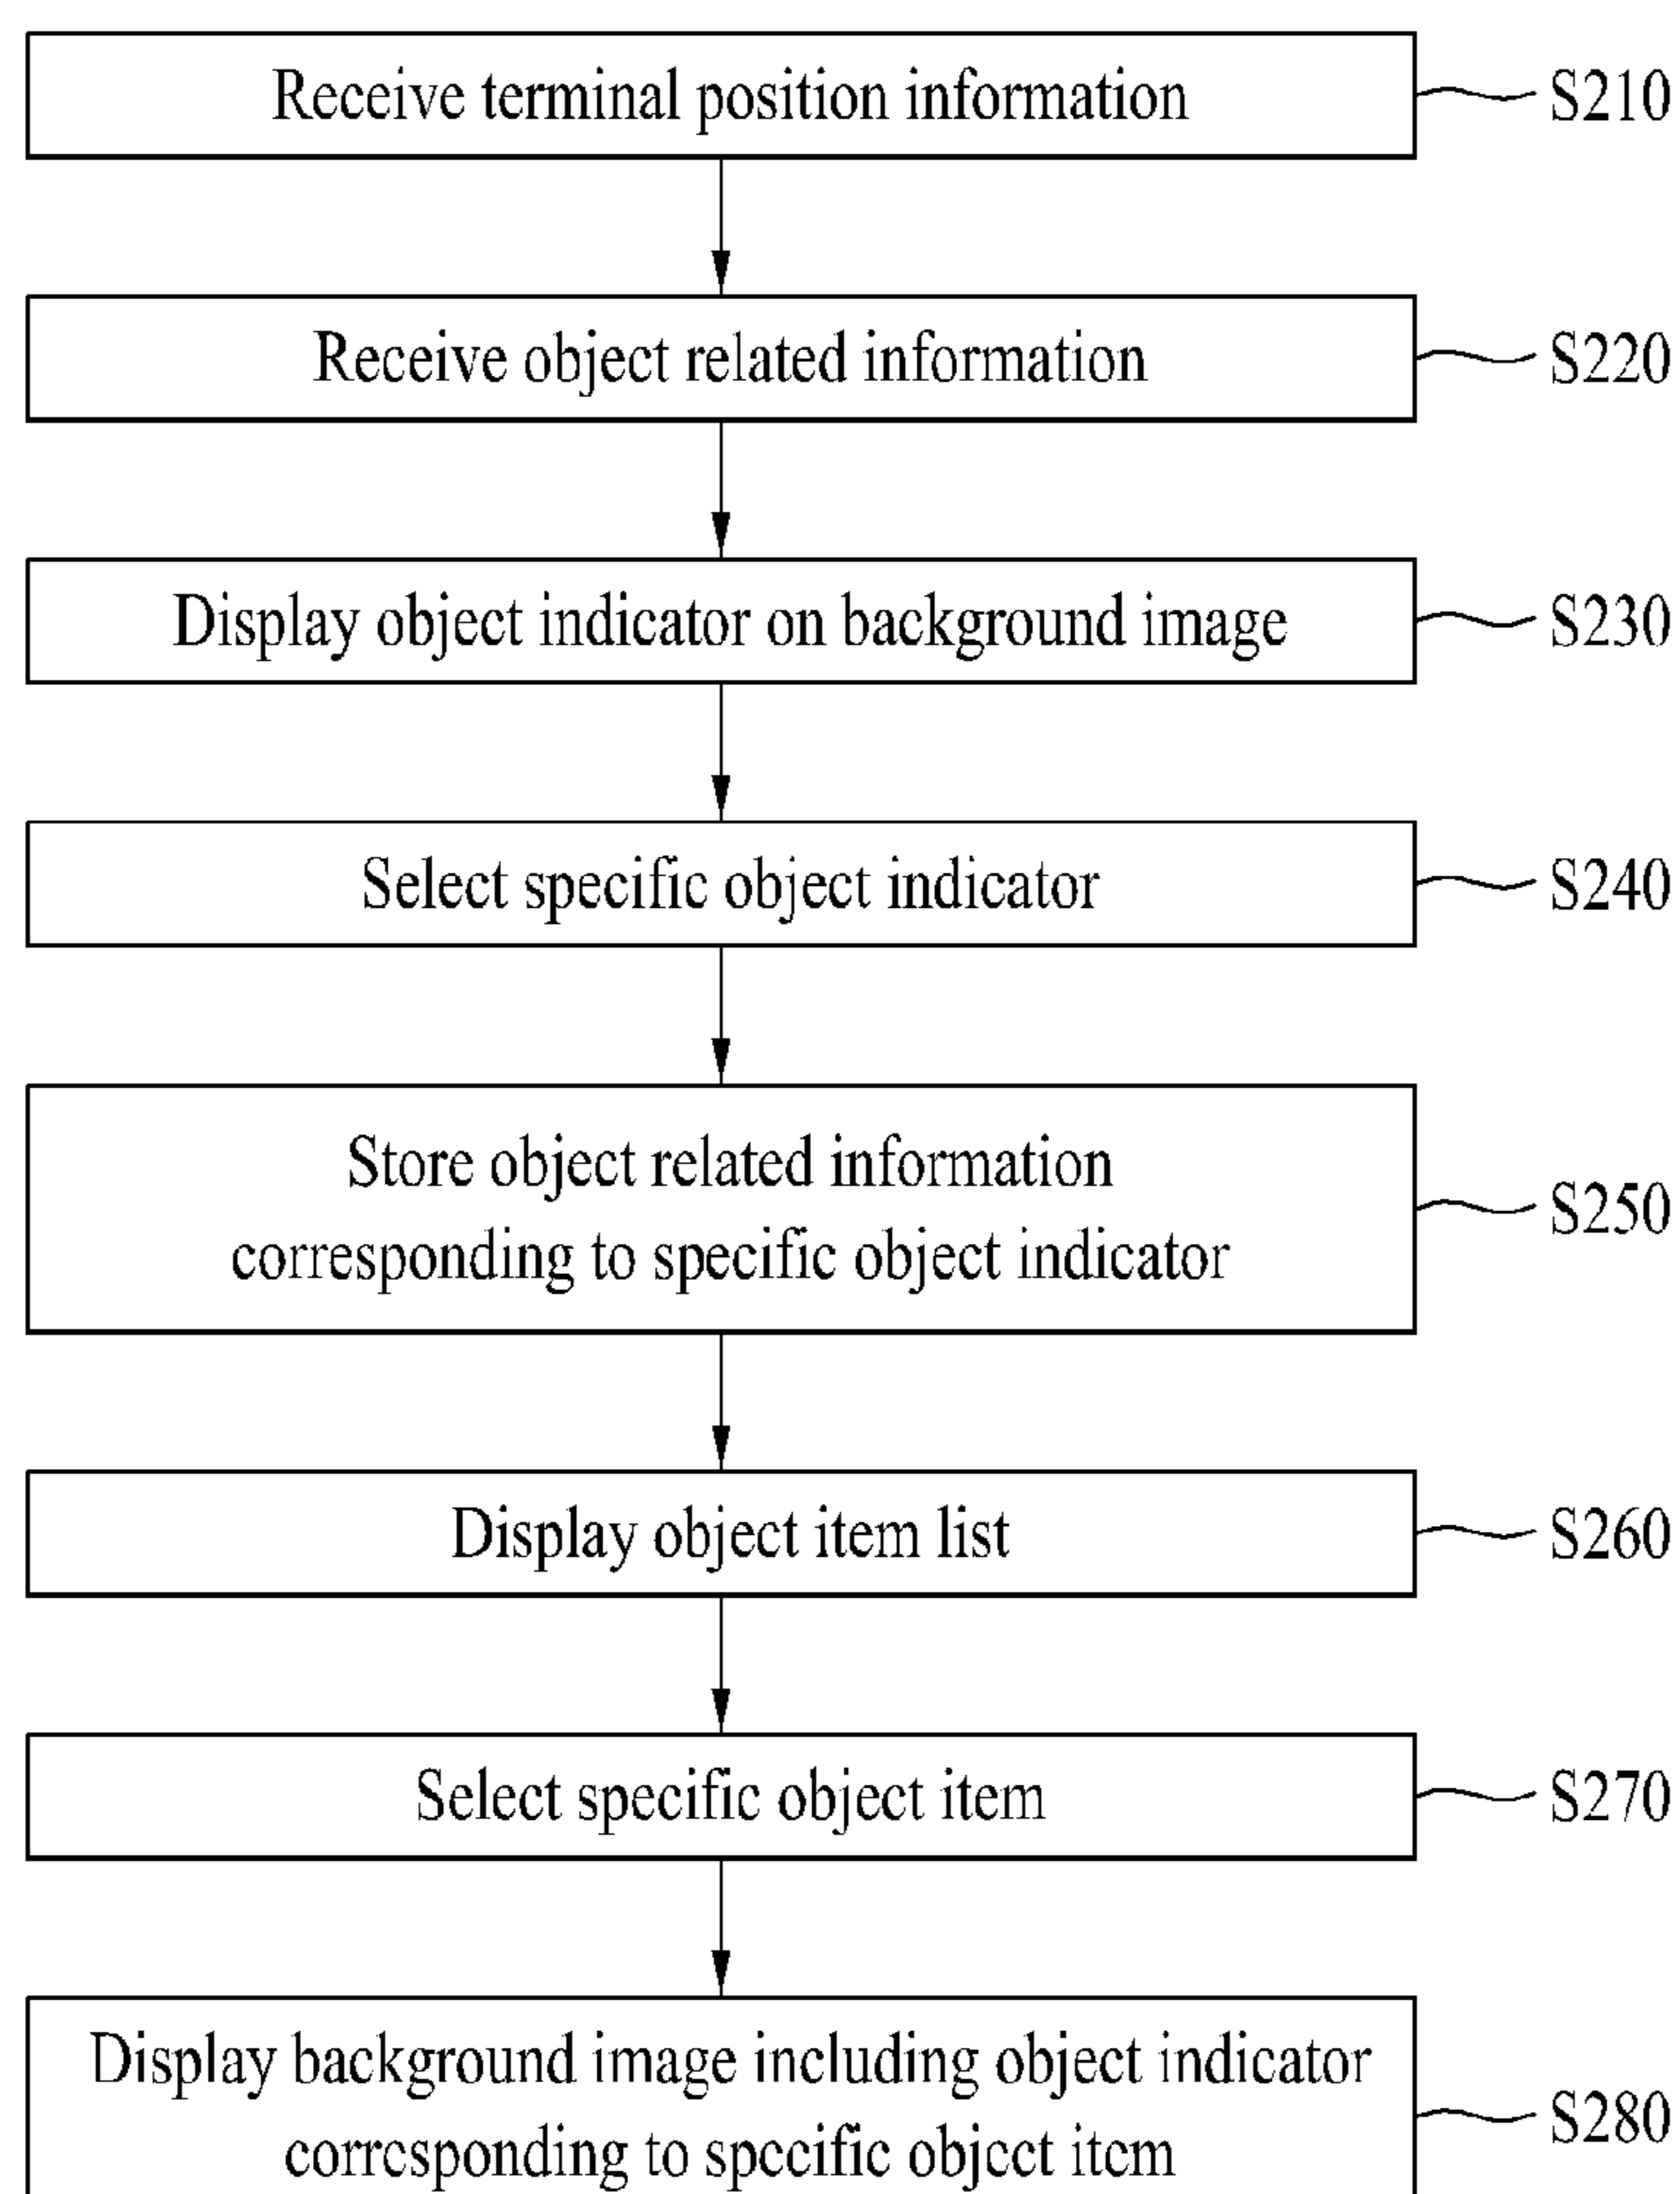 Receive terminal position information S210
Receive object related information S220
Display object indicator on background image S230
Select specific object indicator S240
Store object related information
corresponding to specific object indicator S250
Display object item list S260
Select specific object item S270
Display background image including object indicator
corresponding to specific object item S280